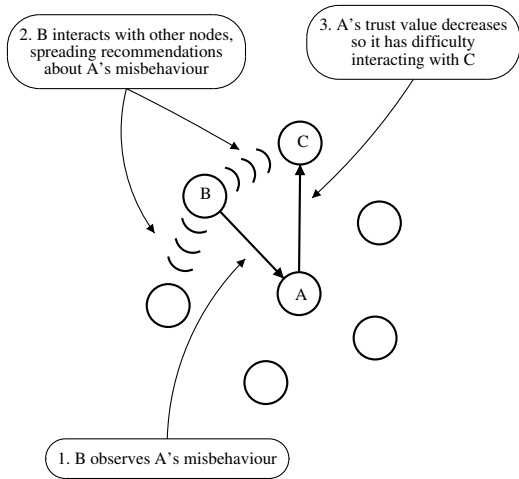 2. B interacts with other nodes,
spreading recommendations
about A's misbehaviour
3. A's trust value decreases
so it has difficulty
interacting with C
C
B
A
1. B observes A's misbehaviour